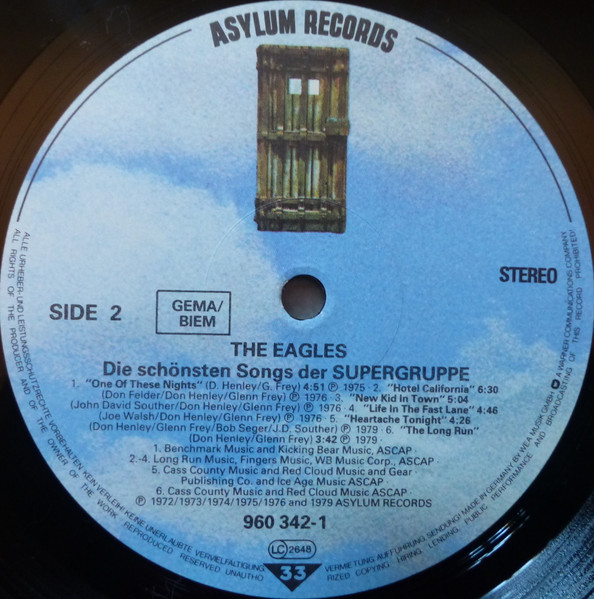 ASYLUM RECORDS
STEREO
SIDE 2
GEMA/
BIEM
THE EAGLES
Die schönsten Songs der SUPERGRUPPE
1. "One Of These Nights" (D. Henley/G. Frey) 4:51 Ⓟ 1975 · 2. "Hotel California" 6:30
(Don Felder/Don Henley/Glenn Frey) Ⓟ 1976 3. "New Kid In Town" 5:04
(John David Souther/Don Henley/Glenn Frey) Ⓟ 1976 · 4. "Life in The Fast Lane" 4:46
(Joe Walsh/Don Henley/Glenn Frey) Ⓟ 1976 · 5. "Heartache Tonight" 4:26
(Don Henley/Glenn Frey/Bob Seger/J.D. Souther) Ⓟ 1979 · 6. "The Long Run"
(Don Henley/Glenn Frey) 3:42 Ⓟ 1979
1. Benchmark Music and Kicking Bear Music, ASCAP
2.-4. Long Run Music, Fingers Music, WB Music Corp., ASCAP
5. Cass County Music and Red Cloud Music and Gear
Publishing Co. and Ice Age Music ASCAP
6. Cass County Music and Red Cloud Music ASCAP
Ⓟ 1972/1973/1974/1975/1976 and 1979 ASYLUM RECORDS
960 342-1
LC 2648
33
ALLE URHEBER-UND LEISTUNGSSCHUTZRECHTE VORBEHALTEN. KEIN VERLEIH! KEINE UNERLAUBTE VERVIELFÄLTIGUNG, VERMIETUNG, AUFFÜHRUNG, SENDUNG! MADE IN GERMANY BY WEA MUSIK GMBH. A WARNER COMMUNICATIONS COMPANY
ALL RIGHTS OF THE PRODUCER AND OF THE OWNER OF THE WORK REPRODUCED RESERVED UNAUTHORIZED COPYING, HIRING, LENDING, PUBLIC PERFORMANCE AND BROADCASTING OF THIS RECORD PROHIBITED!